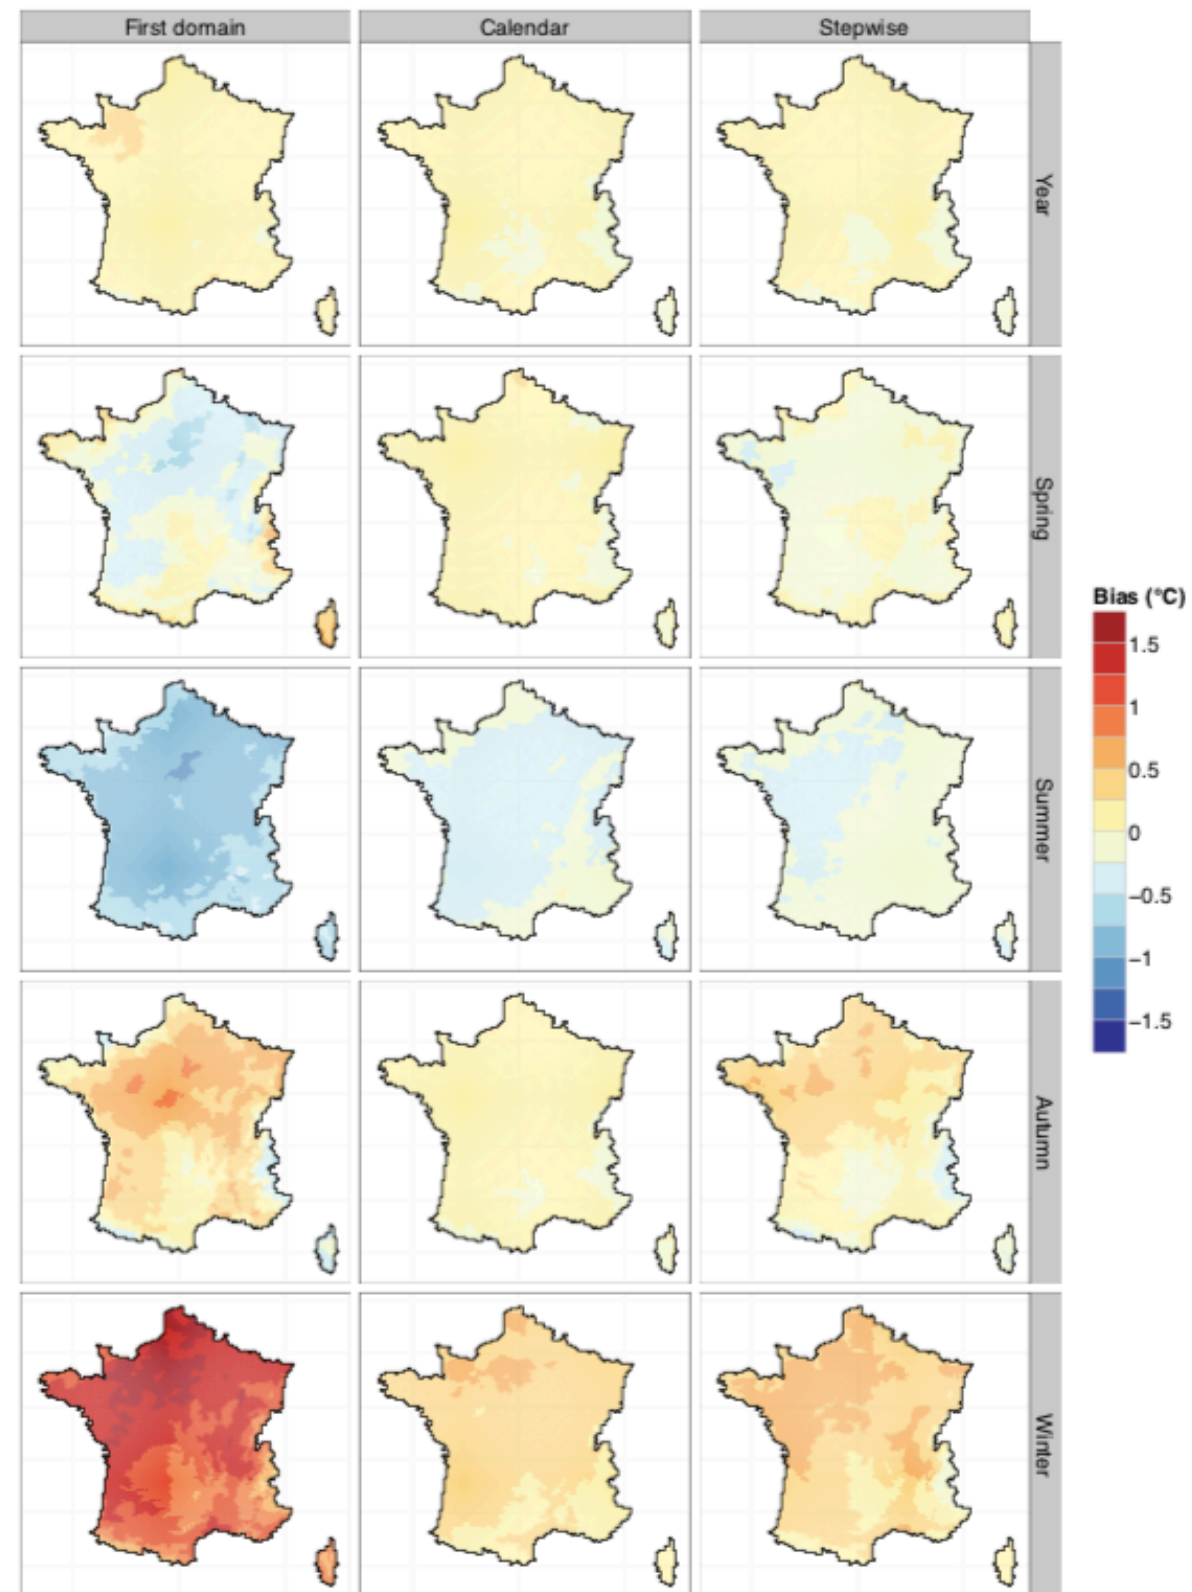 First domain Calendar Stepwise
Year
Spring
Bias (°C)
1.5
1
0.5
0
−0.5
−1
−1.5
Summer
Autumn
Winter